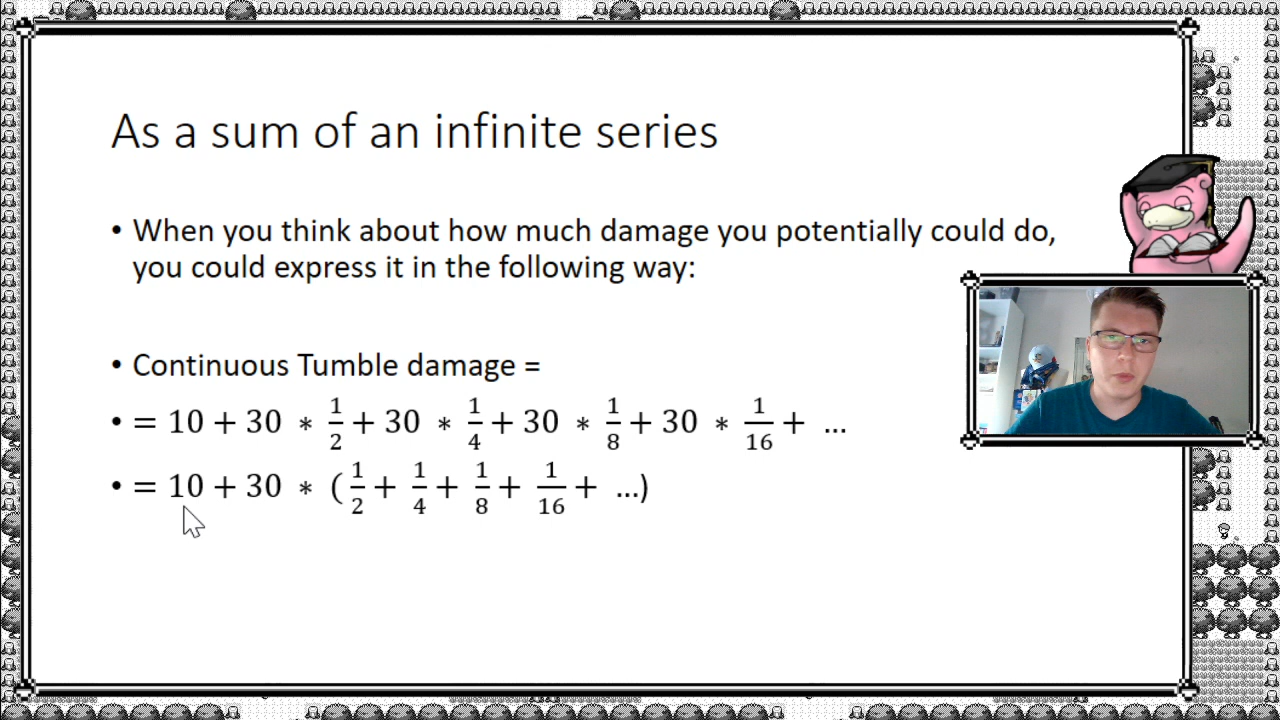 As a sum of an infinite series
• When you think about how much damage you potentially could do,
you could express it in the following way:
• Continuous Tumble damage =
• = 10 + 30 * 1/2 + 30 * 1/4 + 30 * 1/8 + 30 * 1/16 + ...
• = 10 + 30 * (1/2 + 1/4 + 1/8 + 1/16 + ...)